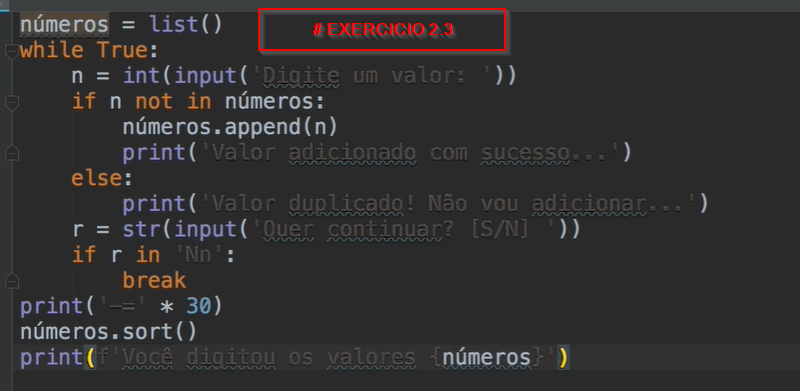 # EXERCICIO 2.3
números = list()
while True:
    n = int(input('Digite um valor: '))
    if n not in números:
        números.append(n)
        print('Valor adicionado com sucesso...')
    else:
        print('Valor duplicado! Não vou adicionar...')
    r = str(input('Quer continuar? [S/N] '))
    if r in 'Nn':
        break
print('-=' * 30)
números.sort()
print(f'Você digitou os valores {números}')